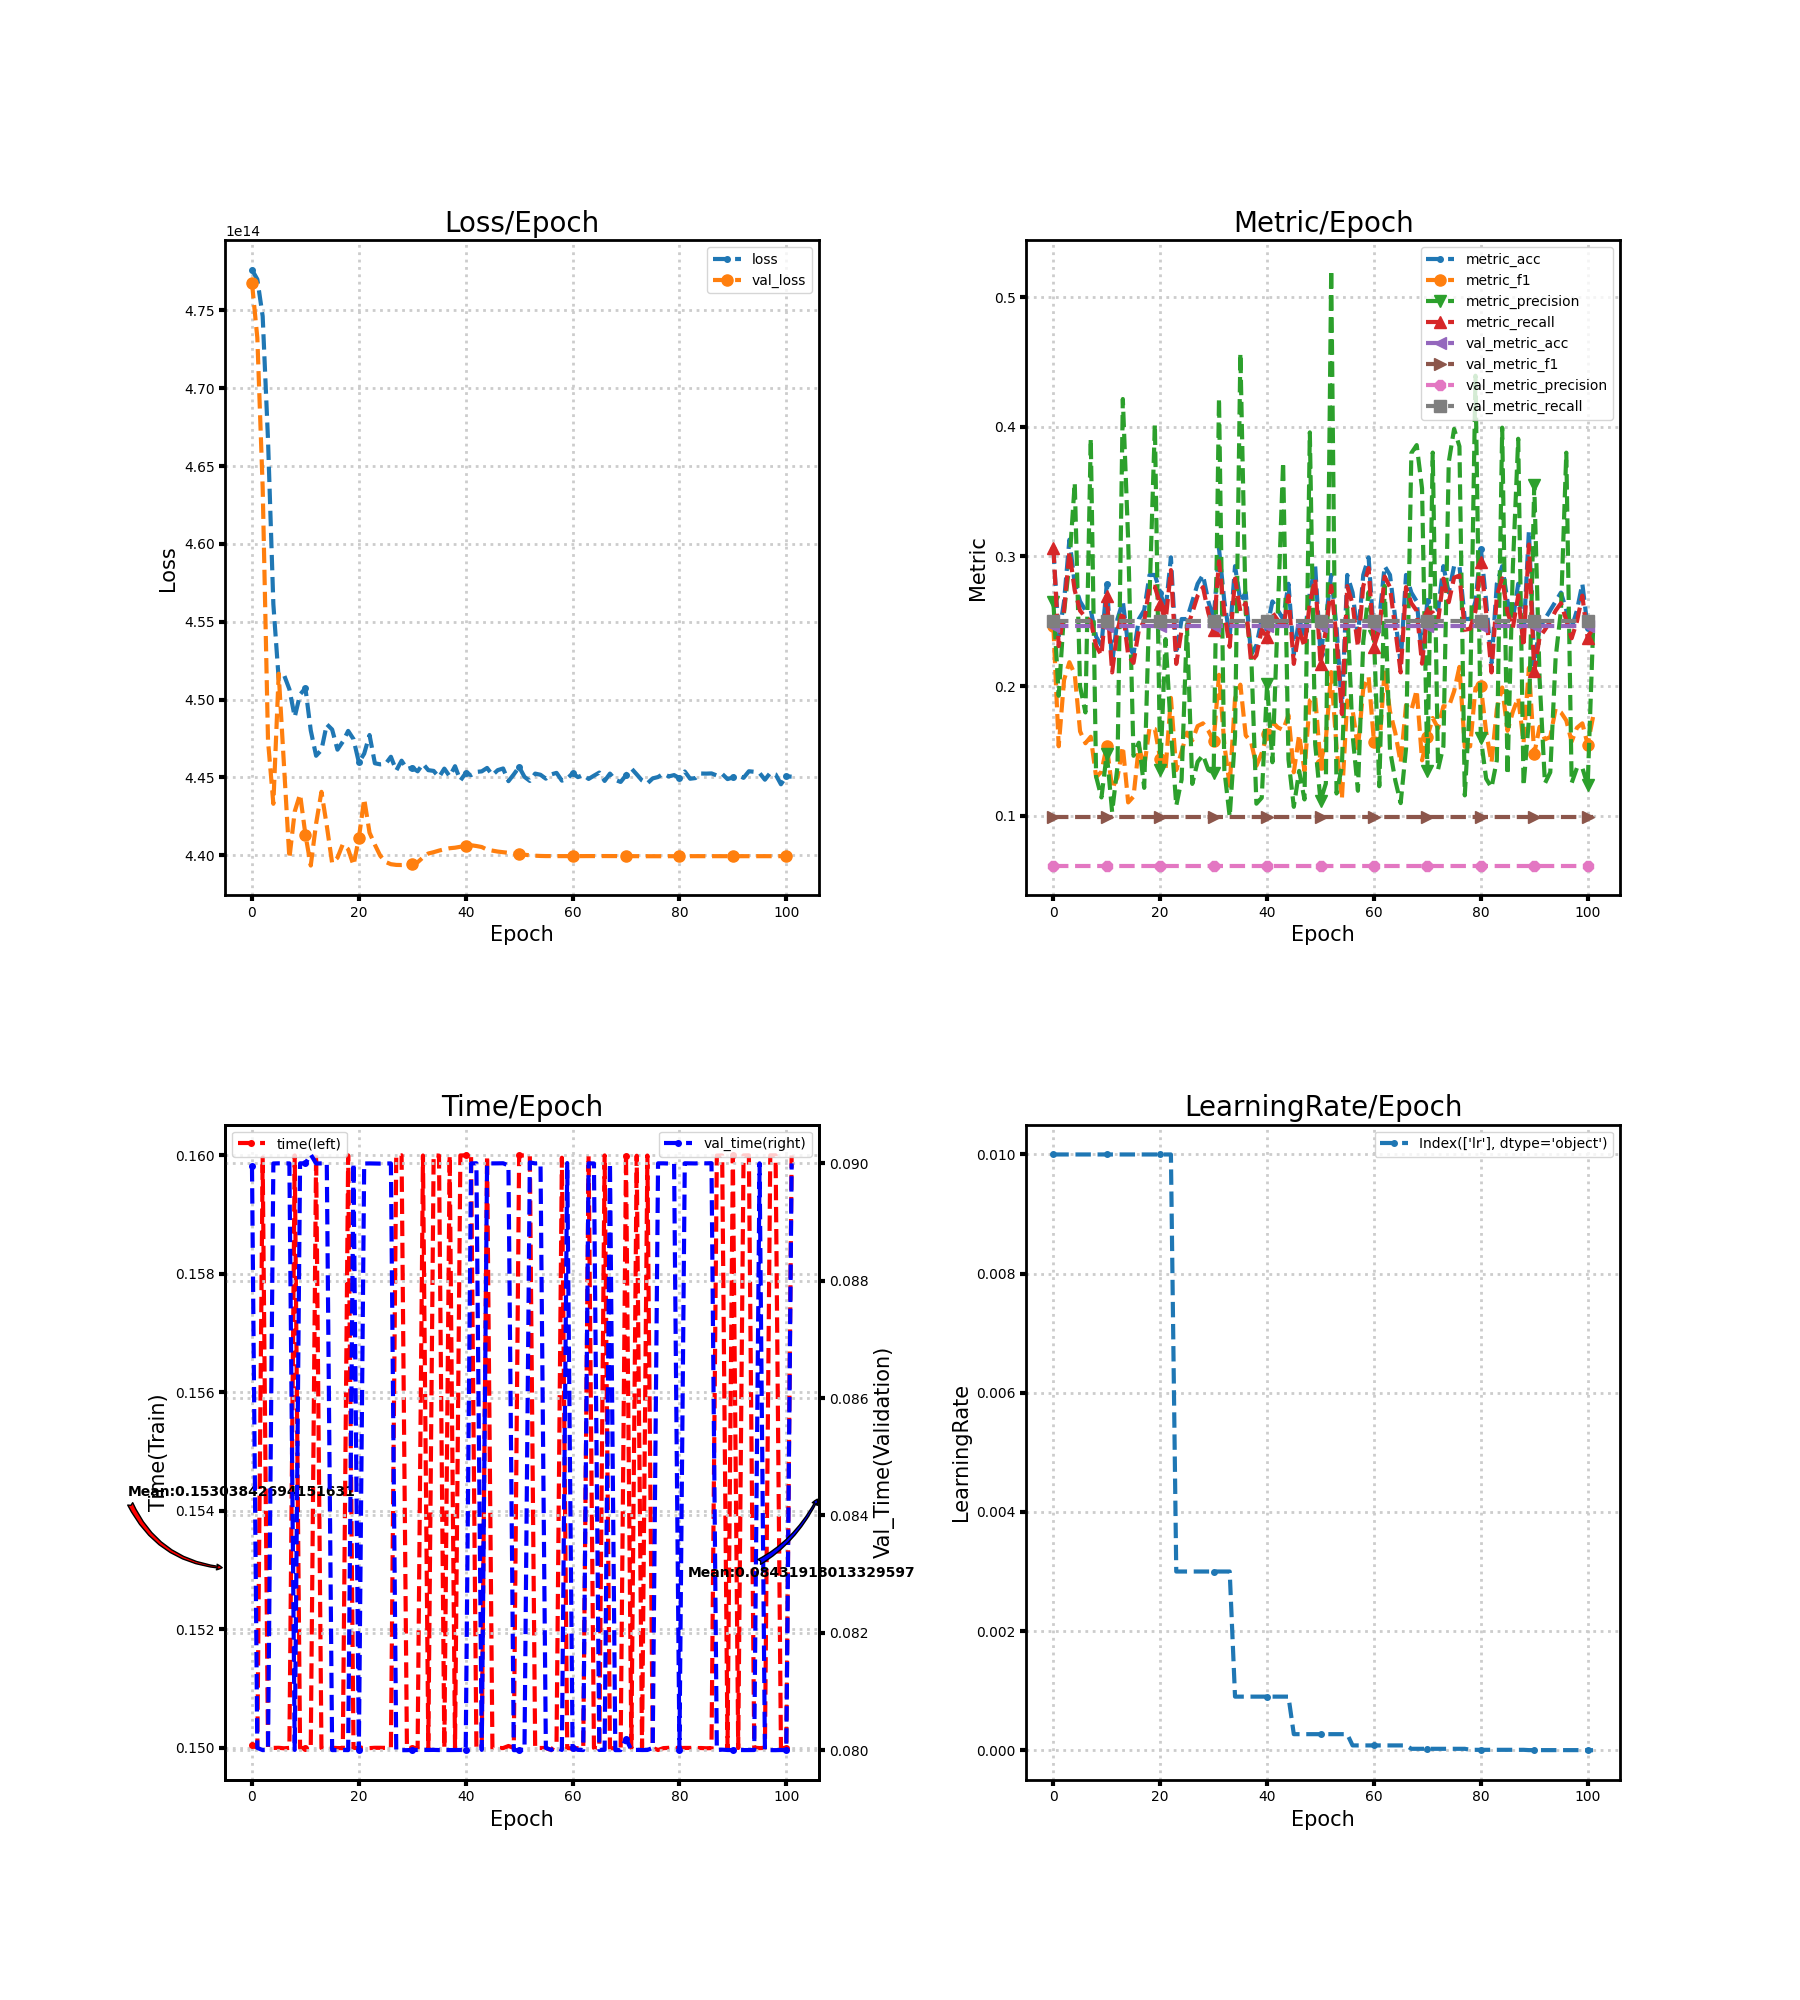 Loss/Epoch
1e14
loss
val_loss
4.75
4.70
4.65
4.60
4.55
4.50
4.45
4.40
Loss
0
20
40
60
80
100
Epoch
Metric/Epoch
metric_acc
metric_f1
metric_precision
metric_recall
val_metric_acc
val_metric_f1
val_metric_precision
val_metric_recall
0.5
0.4
0.3
0.2
0.1
Metric
0
20
40
60
80
100
Epoch
Time/Epoch
time(left)
val_time(right)
0.160
0.158
0.156
0.154
0.152
0.150
Time(Train)
Mean:0.15303842694151631
0.090
0.088
0.086
0.084
0.082
0.080
Val_Time(Validation)
Mean:0.08431918013329597
0
20
40
60
80
100
Epoch
LearningRate/Epoch
Index(['lr'], dtype='object')
0.010
0.008
0.006
0.004
0.002
0.000
LearningRate
0
20
40
60
80
100
Epoch